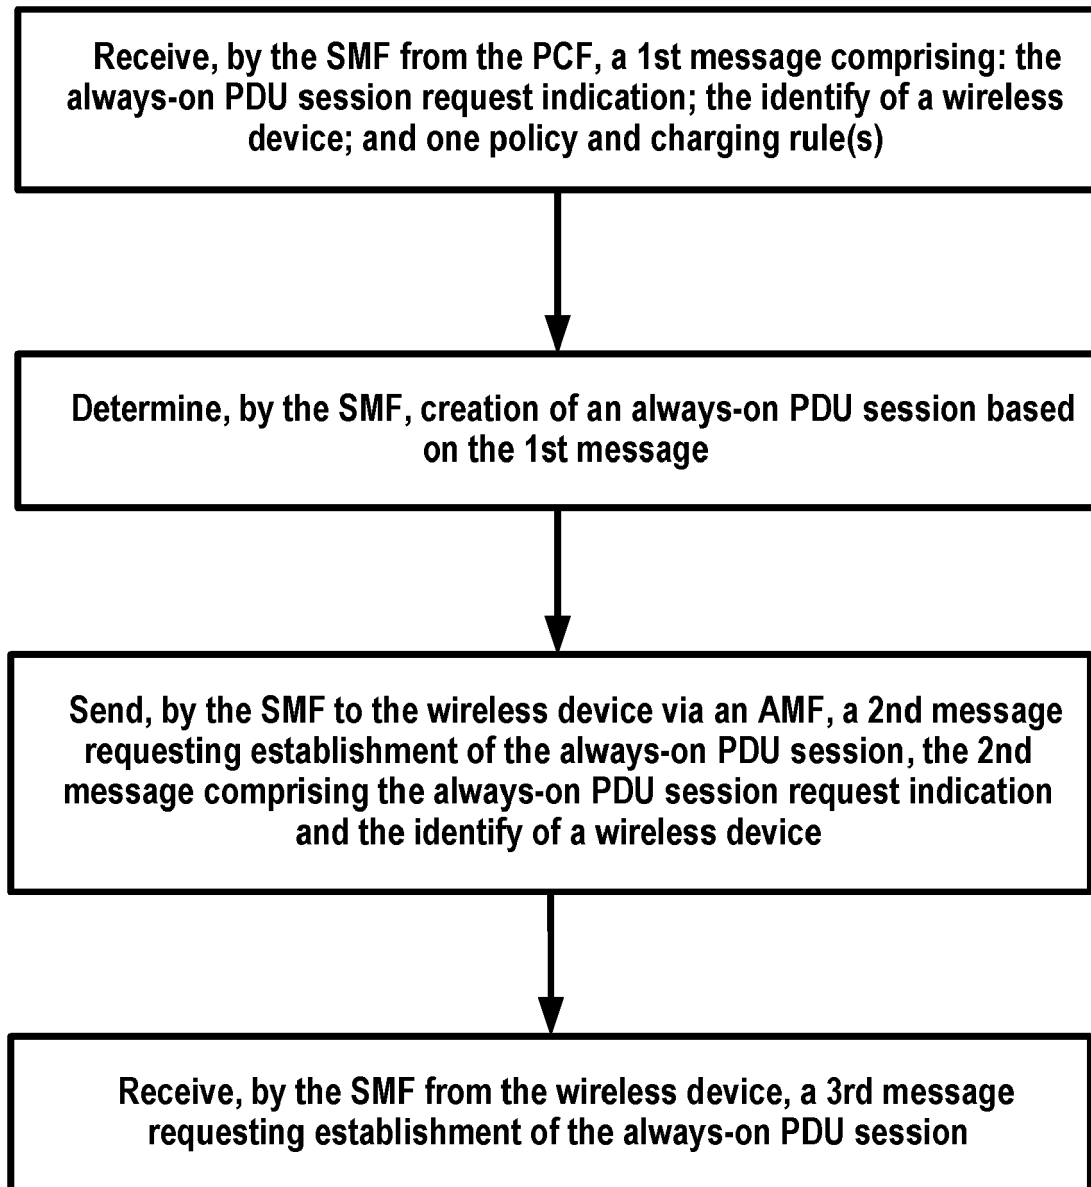 Receive, by the SMF from the PCF, a 1st message comprising: the
always-on PDU session request indication; the identify of a wireless
device; and one policy and charging rule(s)
Determine, by the SMF, creation of an always-on PDU session based
on the 1st message
Send, by the SMF to the wireless device via an AMF, a 2nd message
requesting establishment of the always-on PDU session, the 2nd
message comprising the always-on PDU session request indication
and the identify of a wireless device
Receive, by the SMF from the wireless device, a 3rd message
requesting establishment of the always-on PDU session